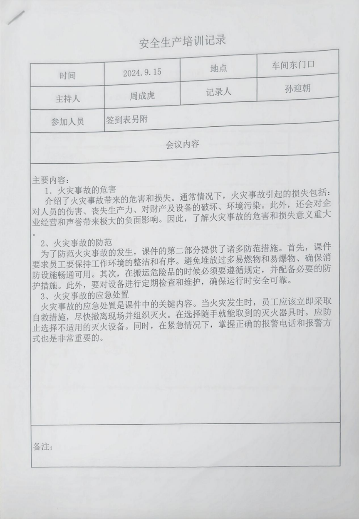 安全生产培训记录
时间 2024.9.15 地点 车间东门口
主持人 周成虎 记录人 孙迎朝
参加人员 签到表另附
会议内容
主要内容：
1、火灾事故的危害
介绍了火灾事故带来的危害和损失。通常情况下，火灾事故引起的损失包括：
对人员的伤害、丧失生产力、对财产及设备的破坏、环境污染。此外，还会对企
业经营和声誉带来极大的负面影响。因此，了解火灾事故的危害和损失意义重大
。
2、火灾事故的防范
为了防范火灾事故的发生，课件的第二部分提供了诸多防范措施。首先，课件
要求员工要保持工作环境的整洁和有序。避免堆放过多易燃物和易爆物、确保消
防设施畅通可用。其次，在搬运危险品的时候必须要遵循规定，并配备必要的防
护措施。此外，要对设备进行定期检查和维护，确保运行时安全可靠。
3、火灾事故的应急处置
火灾事故的应急处置是课件中的关键内容。当火灾发生时，员工应该立即采取
自救措施，尽快撤离现场并组织灭火。在选择随手就能取到的灭火器具时，应防
止选择不适用的灭火设备。同时，在紧急情况下，掌握正确的报警电话和报警方
式也是非常重要的。
备注：